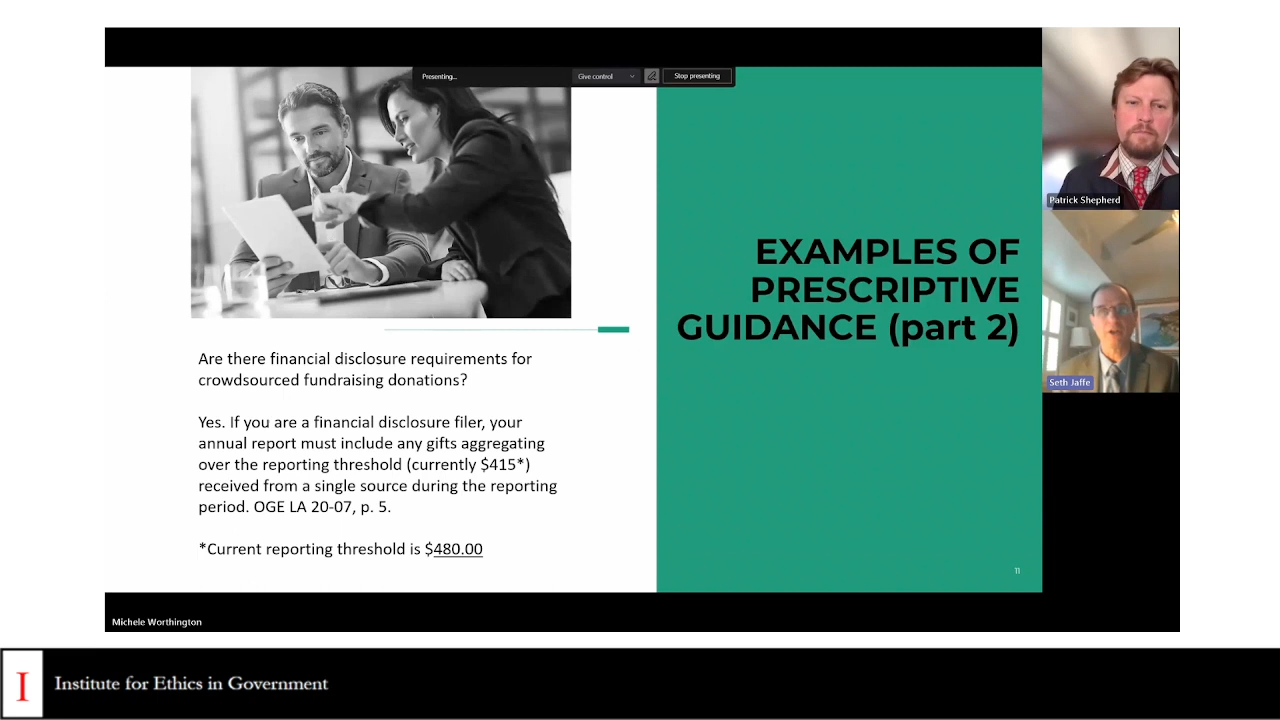 Presenting...
Give control
Stop presenting
Patrick Shepherd
Seth Jaffe
EXAMPLES OF
PRESCRIPTIVE
GUIDANCE (part 2)
Are there financial disclosure requirements for
crowdsourced fundraising donations?
Yes. If you are a financial disclosure filer, your
annual report must include any gifts aggregating
over the reporting threshold (currently $415*)
received from a single source during the reporting
period. OGE LA 20-07, p. 5.
*Current reporting threshold is $480.00
11
Michele Worthington
I
Institute for Ethics in Government